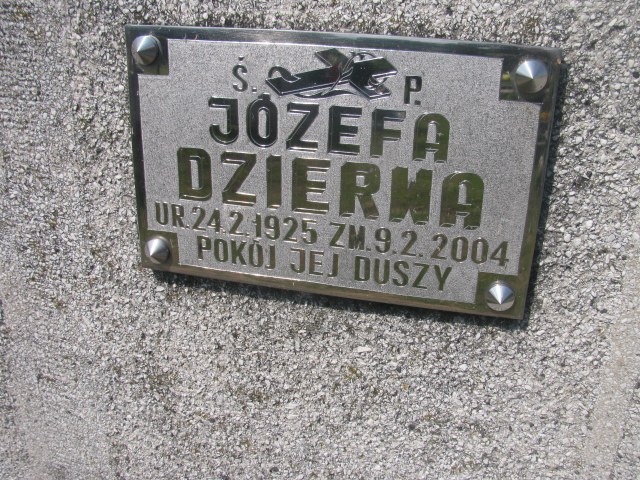 Ś. P.
JÓZEFA
DZIERWA
UR.24.2.1925 ZM.9.2.2004
POKÓJ JEJ DUSZY